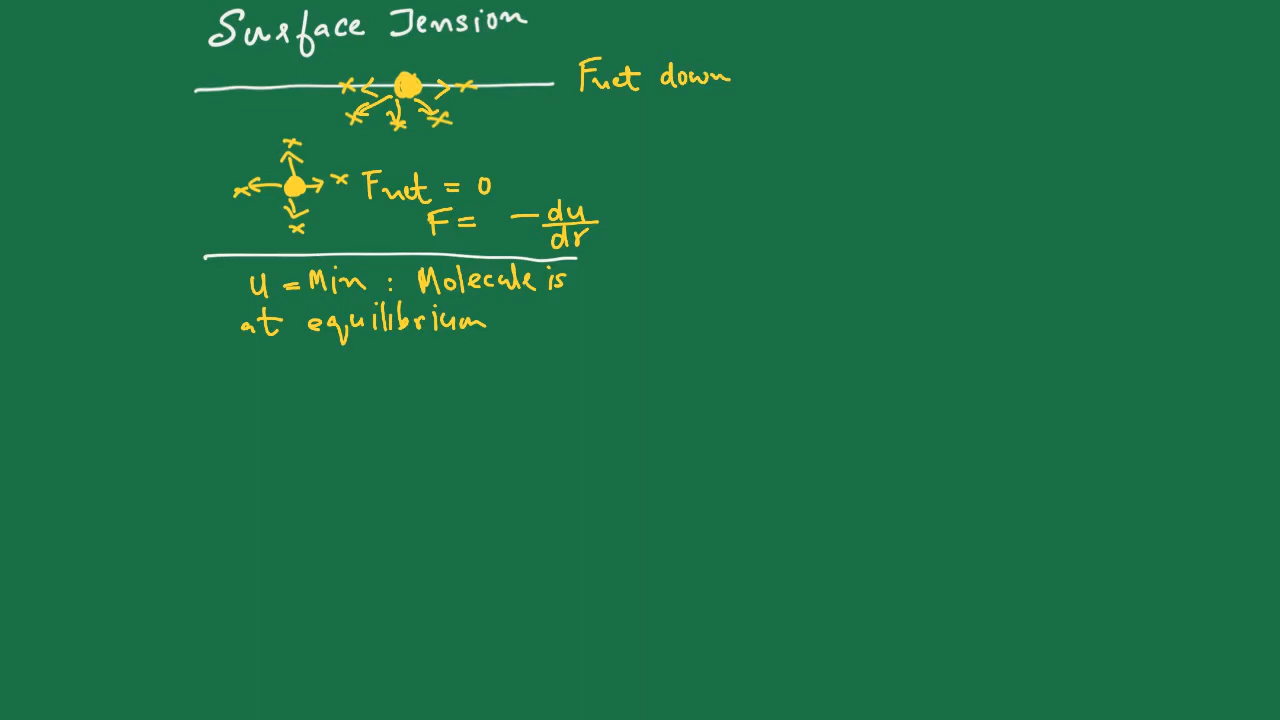 Surface Tension
Fnet down
Fnet = 0
F = - du/dr
u = Min : Molecule is
at equilibrium